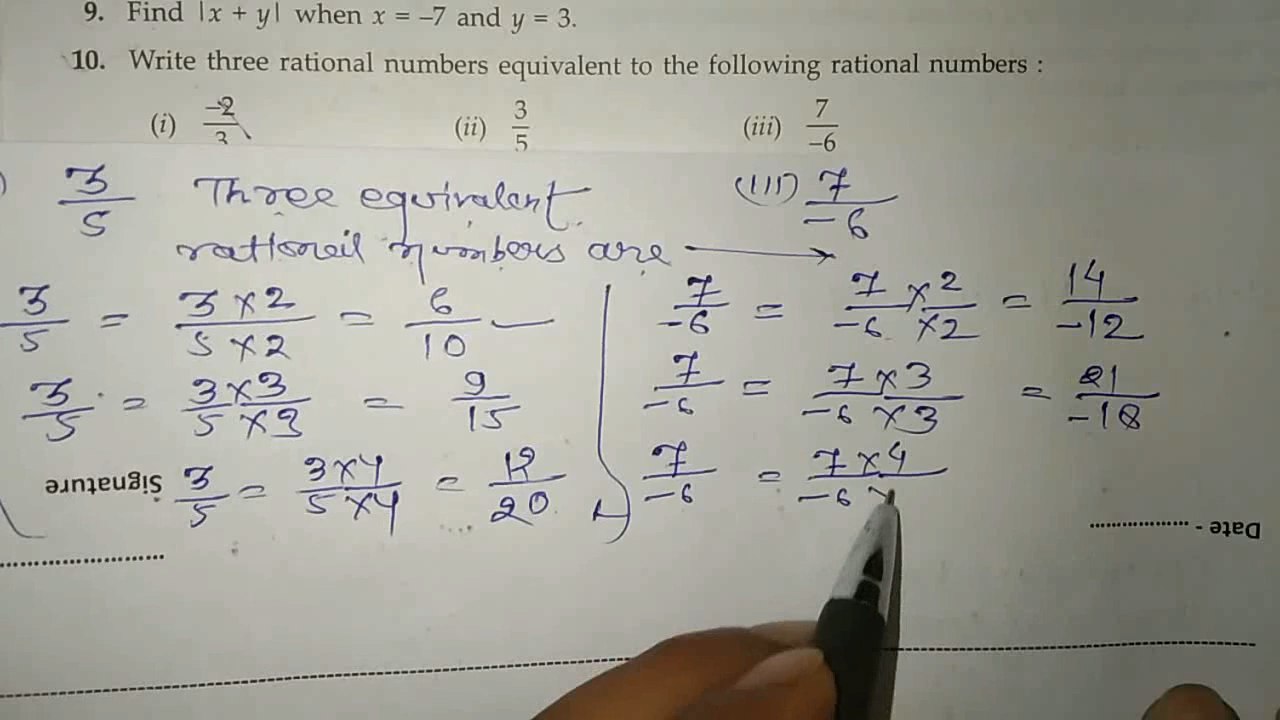 9. Find |x + y| when x = –7 and y = 3.
10. Write three rational numbers equivalent to the following rational numbers :
(i) –2/3 (ii) 3/5 (iii) 7/–6
) 3/5 Three equivalent (III) 7/–6
rational numbers are →
3/5 = 3×2/5×2 = 6/10
3/5 = 3×3/5×3 = 9/15
3/5 = 3×4/5×4 = 12/20
7/–6 = 7×2/–6×2 = 14/–12
7/–6 = 7×3/–6×3 = 21/–18
7/–6 = 7×4/–6
Signature
Date - ..................